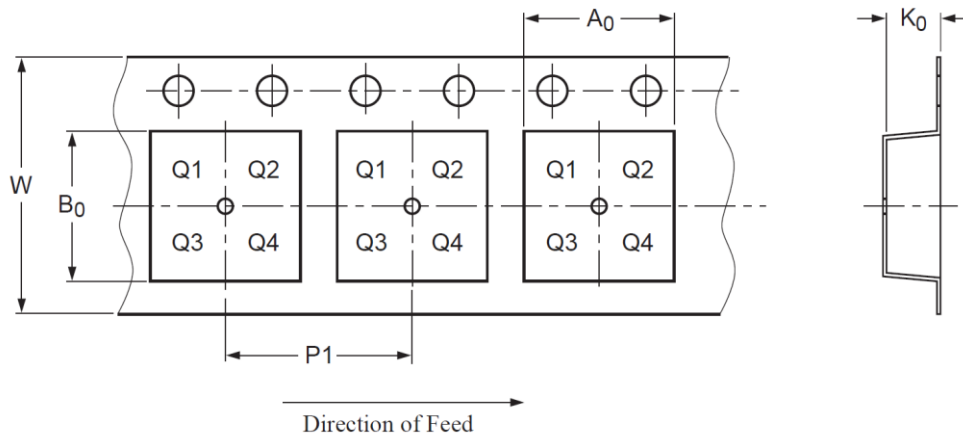 A0
K0
Q1 Q2 Q1 Q2 Q1 Q2
W
B0
Q3 Q4 Q3 Q4 Q3 Q4
P1
Direction of Feed